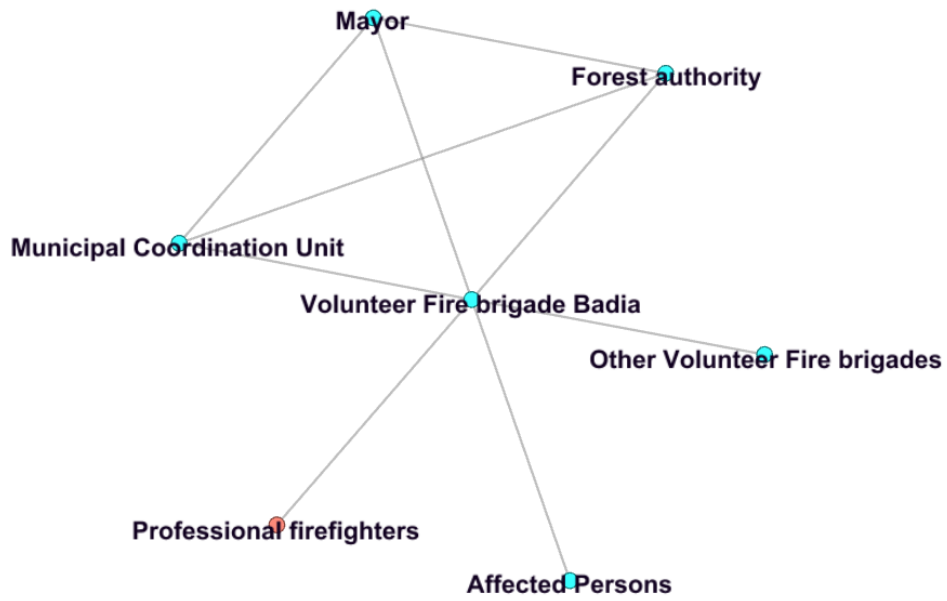 Mayor
Forest authority
Municipal Coordination Unit
Volunteer Fire brigade Badia
Other Volunteer Fire brigades
Professional firefighters
Affected Persons